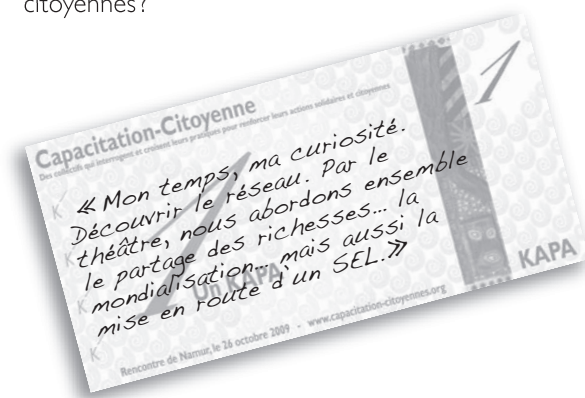 citoyennes?
Capacitation-Citoyenne
Des collectifs qui interrogent et croisent leurs pratiques pour renforcer leurs actions solidaires et citoyennes
1
« Mon temps, ma curiosité.
Découvrir le réseau. Par le
théâtre, nous abordons ensemble
le partage des richesses... la
mondialisation... mais aussi la
mise en route d'un SEL.»
Un KAPA
KAPA
Rencontre de Namur, le 26 octobre 2009 - www.capacitation-citoyennes.org